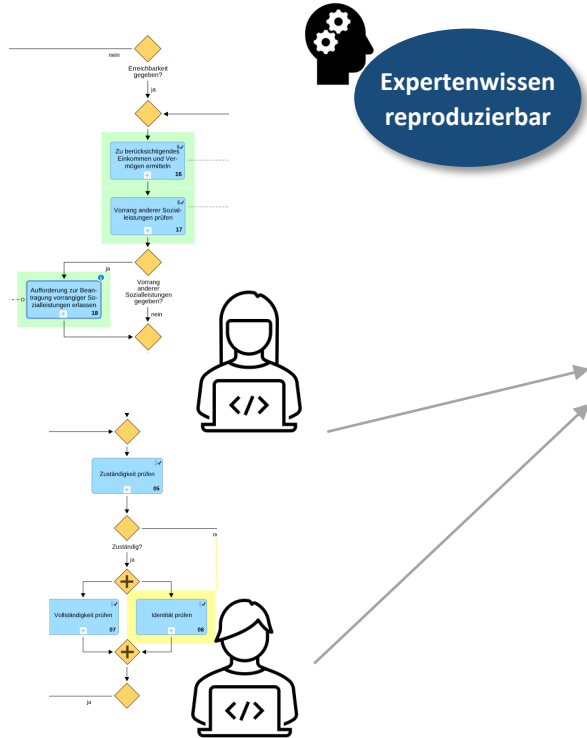 nein
Erreichbarkeit
gegeben?
ja
Zu berücksichtigendes
Einkommen und Ver-
mögen ermitteln
16
Vorrang anderer Sozial-
leistungen prüfen
17
ja
Vorrang
anderer
Sozialleistungen
gegeben?
nein
Aufforderung zur Bean-
tragung vorrangiger So-
zialleistungen erlassen
18
Expertenwissen
reproduzierbar
</>
Zuständigkeit prüfen
05
Zuständig?
ja
Vollständigkeit prüfen
07
Identität prüfen
08
ja
</>